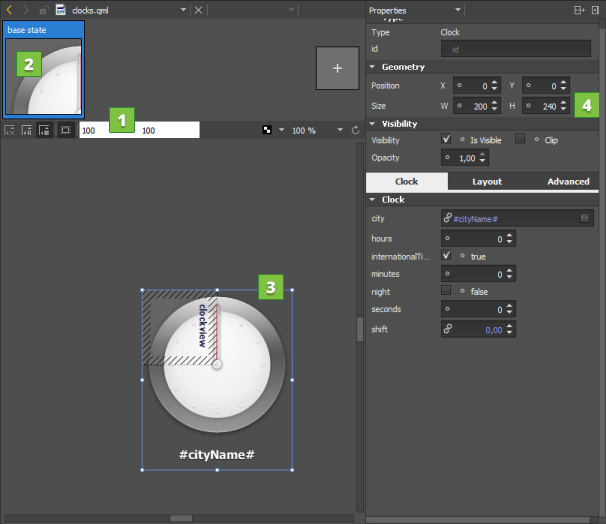 clocks.qml
Properties
base state
2
+
1
100
100
100 %
3
clockview
#cityName#
Type
Type
Clock
id
id
Geometry
Position
X
0
Y
0
Size
W
200
H
240
4
Visibility
Visibility
Is Visible
Clip
Opacity
1,00
Clock
Layout
Advanced
Clock
city
#cityName#
hours
0
internationalTi...
true
minutes
0
night
false
seconds
0
shift
0,00